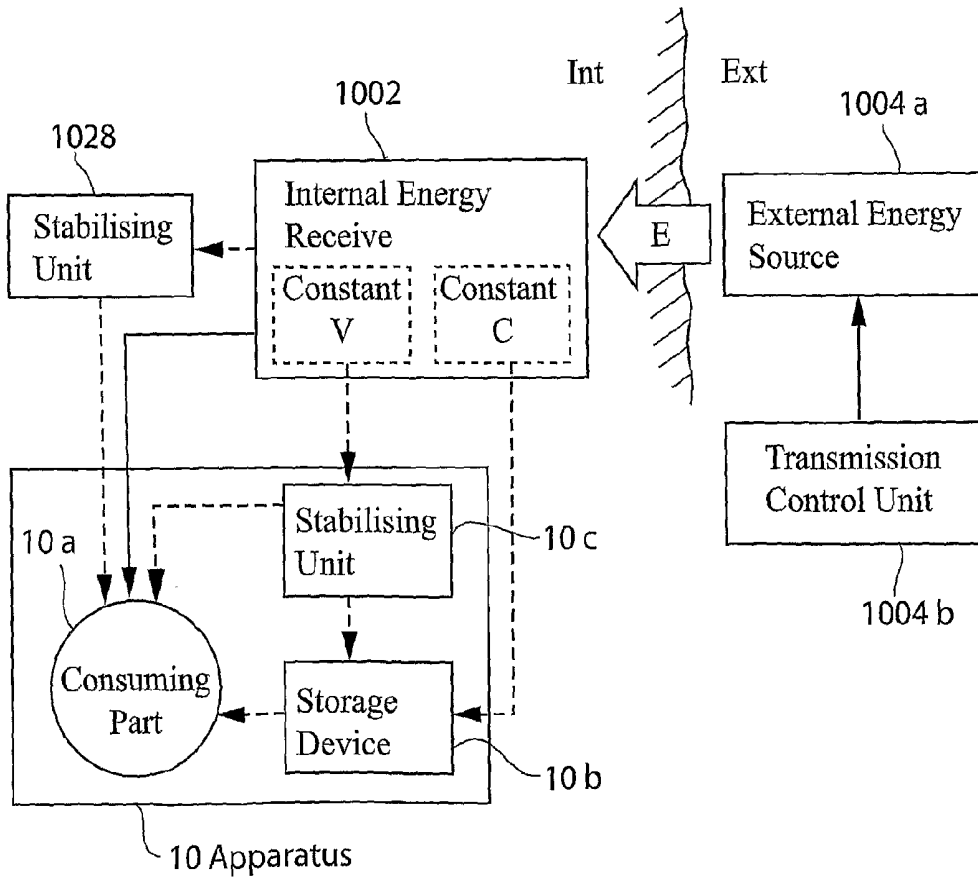 Int
Ext
1002
1004 a
1028
Internal Energy
Receive
Stabilising
Unit
External Energy
Source
E
Constant
V
Constant
C
Transmission
Control Unit
Stabilising
Unit
10 a
10 c
1004 b
Consuming
Part
Storage
Device
10 b
10 Apparatus